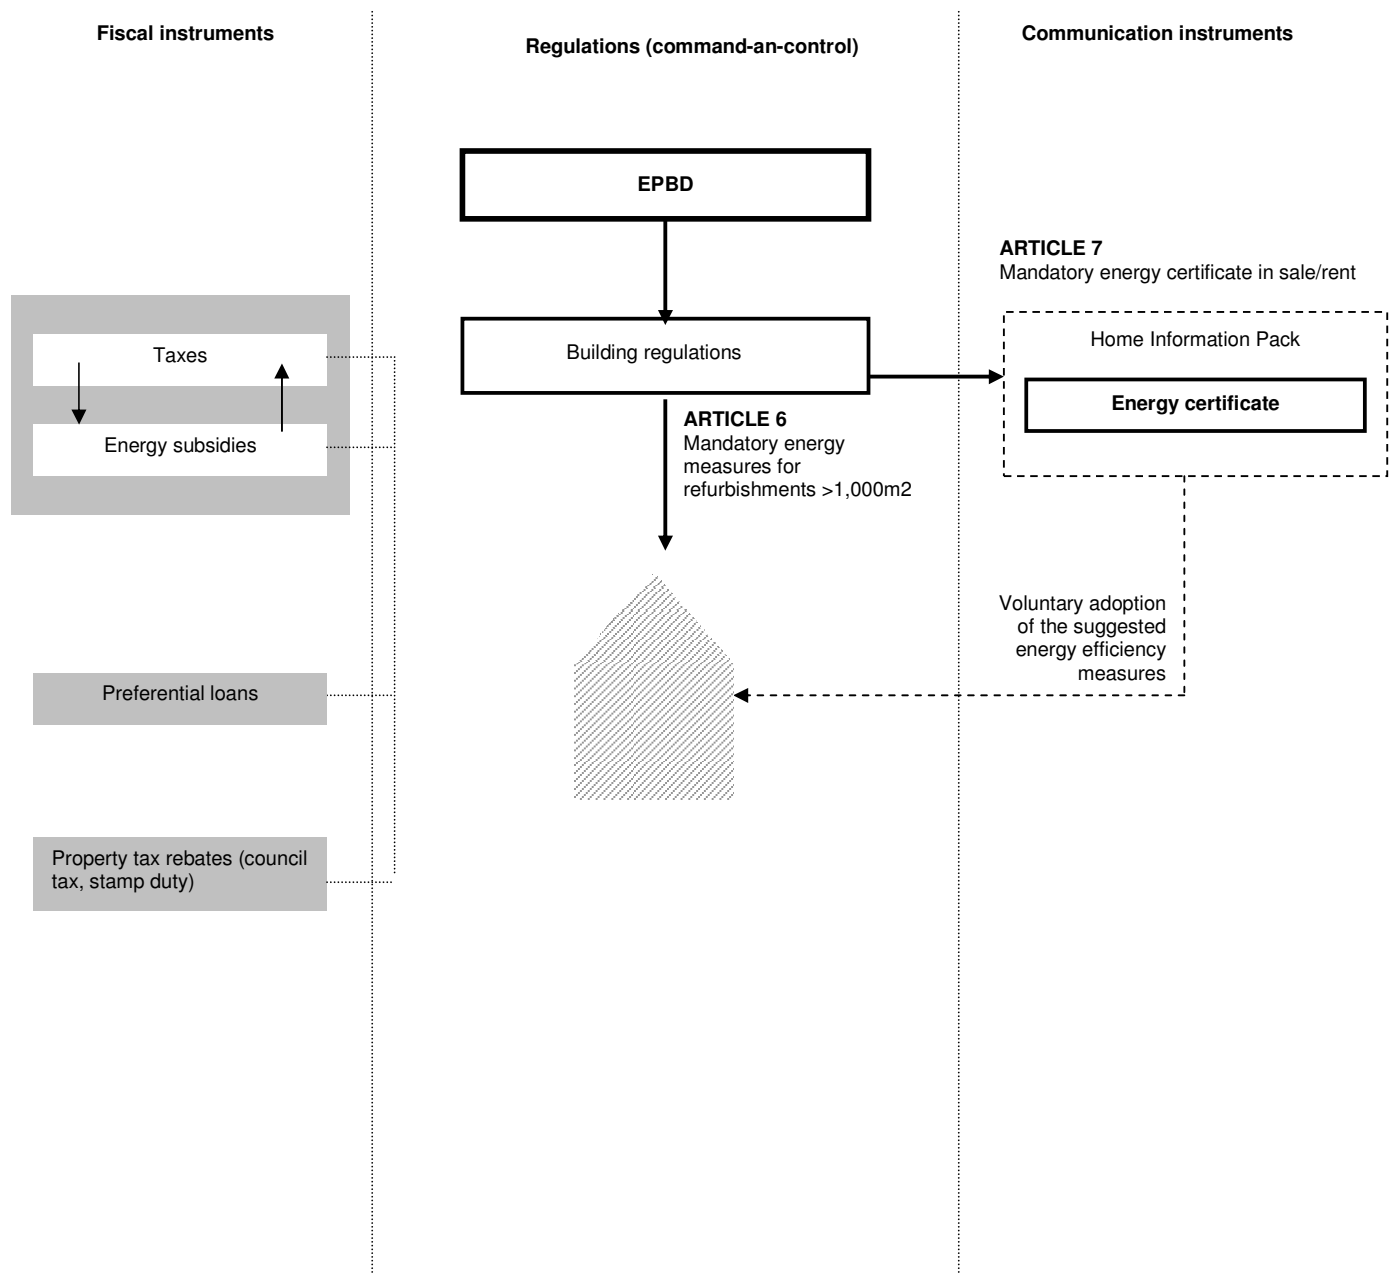 Fiscal instruments
Regulations (command-an-control)
Communication instruments
EPBD
ARTICLE 7
Mandatory energy certificate in sale/rent
Taxes
Energy subsidies
Building regulations
Home Information Pack
Energy certificate
ARTICLE 6
Mandatory energy
measures for
refurbishments >1,000m2
Voluntary adoption
of the suggested
energy efficiency
measures
Preferential loans
Property tax rebates (council
tax, stamp duty)